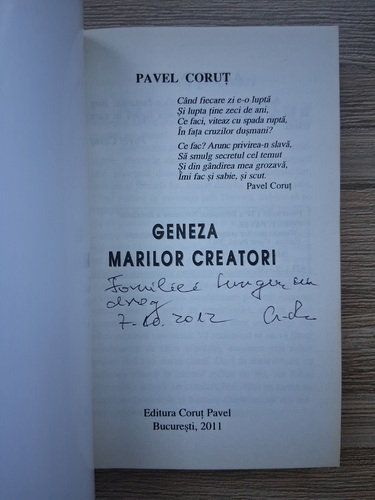 PAVEL CORUȚ
Când fiecare zi e-o luptă
Și lupta ține zeci de ani,
Ce faci, viteaz cu spada ruptă,
În fața cruzilor dușmani?
Ce fac? Arunc privirea-n slavă,
Să smulg secretul cel temut
Și din gândirea mea grozavă,
Îmi fac și sabie, și scut.
Pavel Coruț
GENEZA
MARILOR CREATORI
Familiei
7.10.2012
Editura Coruț Pavel
București, 2011